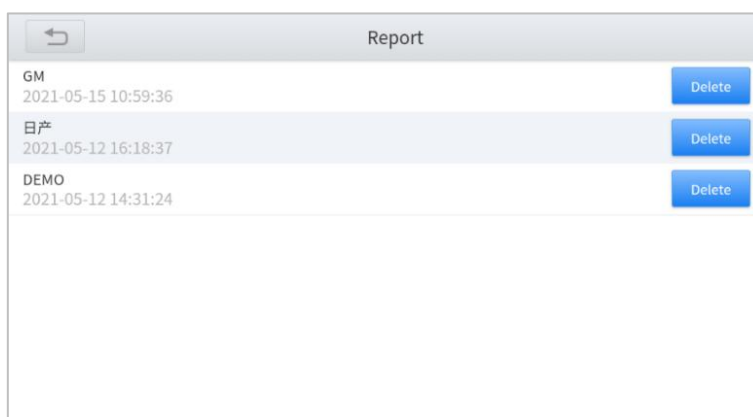 Report
GM
2021-05-15 10:59:36
Delete
日产
2021-05-12 16:18:37
Delete
DEMO
2021-05-12 14:31:24
Delete